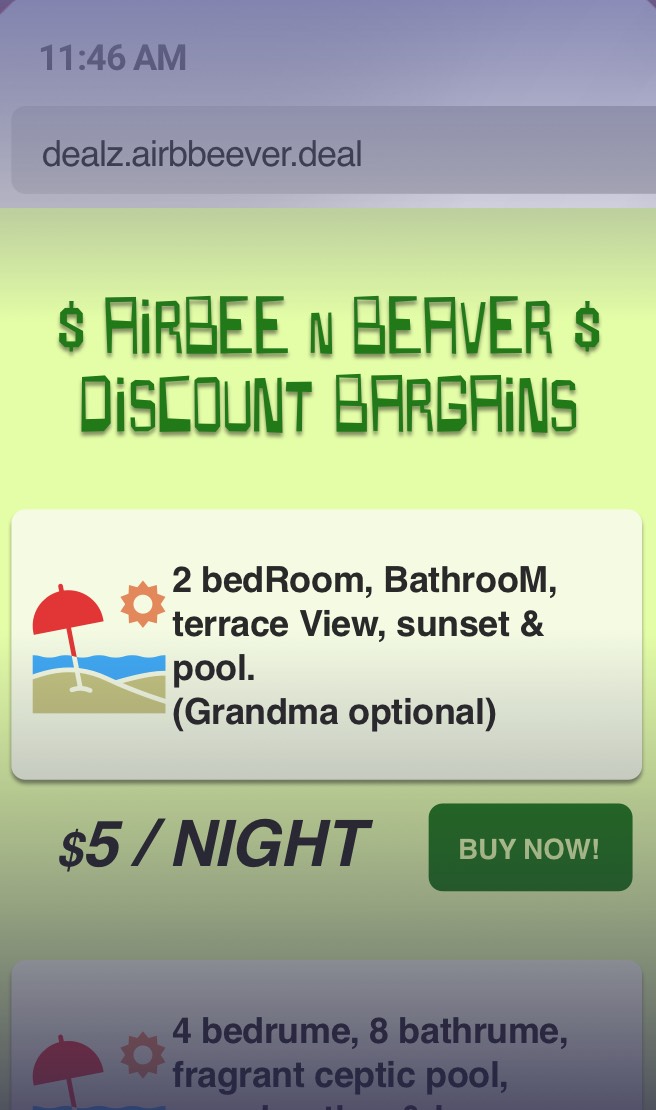 11:46 AM
dealz.airbbeever.deal
$ AiRBEE N BEAVER $
DiSCOUNT BARGAiNS
2 bedRoom, BathrooM,
terrace View, sunset &
pool.
(Grandma optional)
$5 / NIGHT
BUY NOW!
4 bedrume, 8 bathrume,
fragrant ceptic pool,